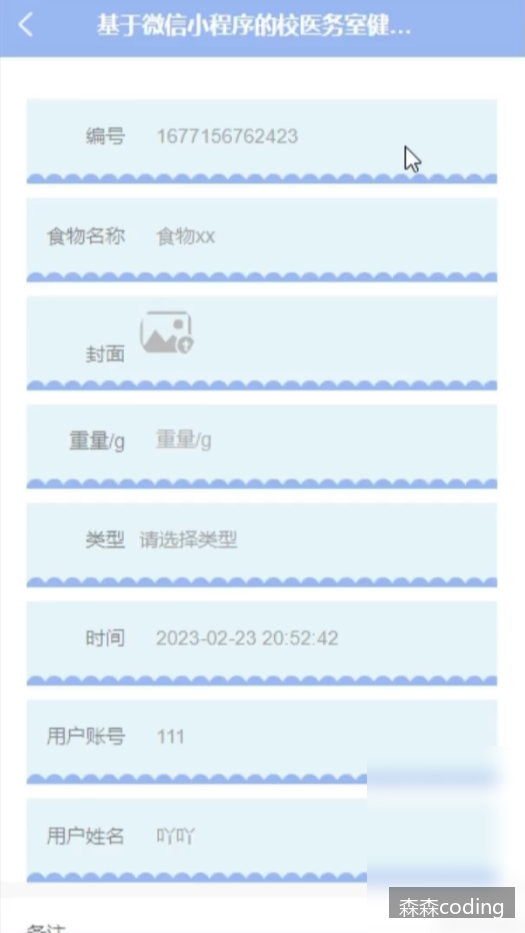 基于微信小程序的校医务室健...
编号 1677156762423
食物名称 食物xx
封面
重量/g 重量/g
类型 请选择类型
时间 2023-02-23 20:52:42
用户账号 111
用户姓名 吖吖
备注
森森coding